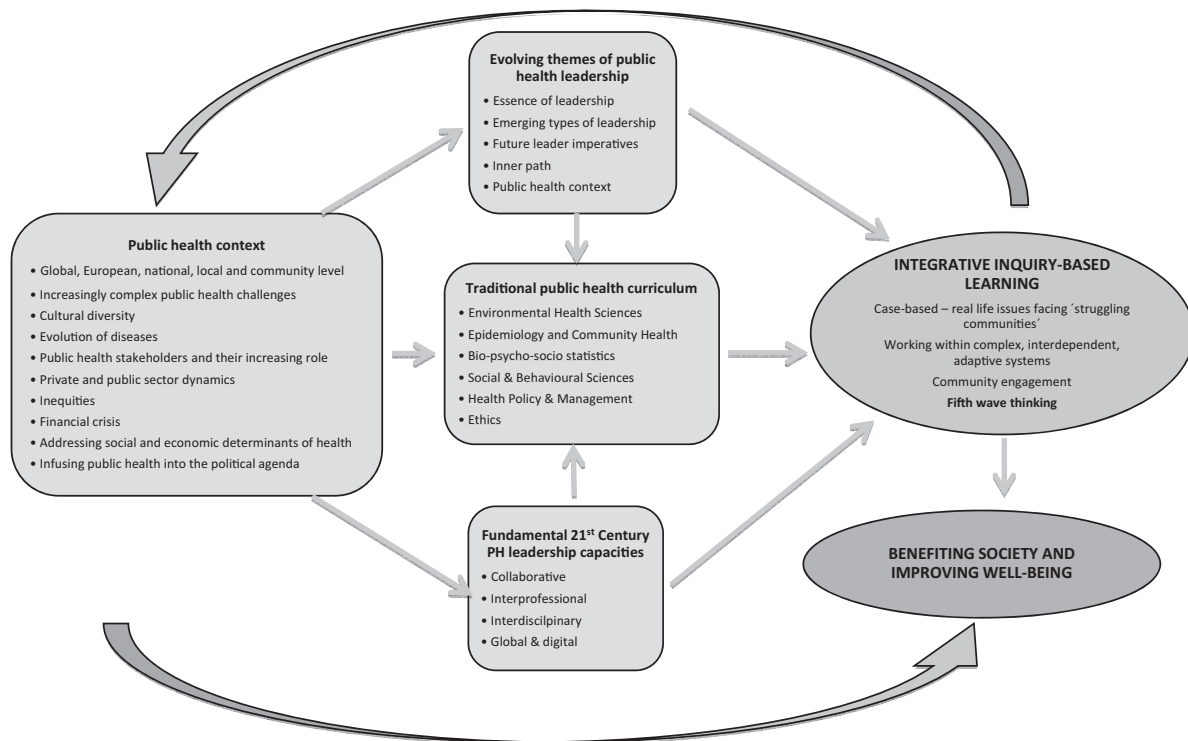 Evolving themes of public
health leadership
• Essence of leadership
• Emerging types of leadership
• Future leader imperatives
• Inner path
• Public health context
Public health context
• Global, European, national, local and community level
• Increasingly complex public health challenges
• Cultural diversity
• Evolution of diseases
• Public health stakeholders and their increasing role
• Private and public sector dynamics
• Inequities
• Financial crisis
• Addressing social and economic determinants of health
• Infusing public health into the political agenda
Traditional public health curriculum
• Environmental Health Sciences
• Epidemiology and Community Health
• Bio-psycho-socio statistics
• Social & Behavioural Sciences
• Health Policy & Management
• Ethics
INTEGRATIVE INQUIRY-BASED
LEARNING
Case-based – real life issues facing ´struggling
communities´
Working within complex, interdependent,
adaptive systems
Community engagement
Fifth wave thinking
Fundamental 21st Century
PH leadership capacities
• Collaborative
• Interprofessional
• Interdiscilpinary
• Global & digital
BENEFITING SOCIETY AND
IMPROVING WELL-BEING